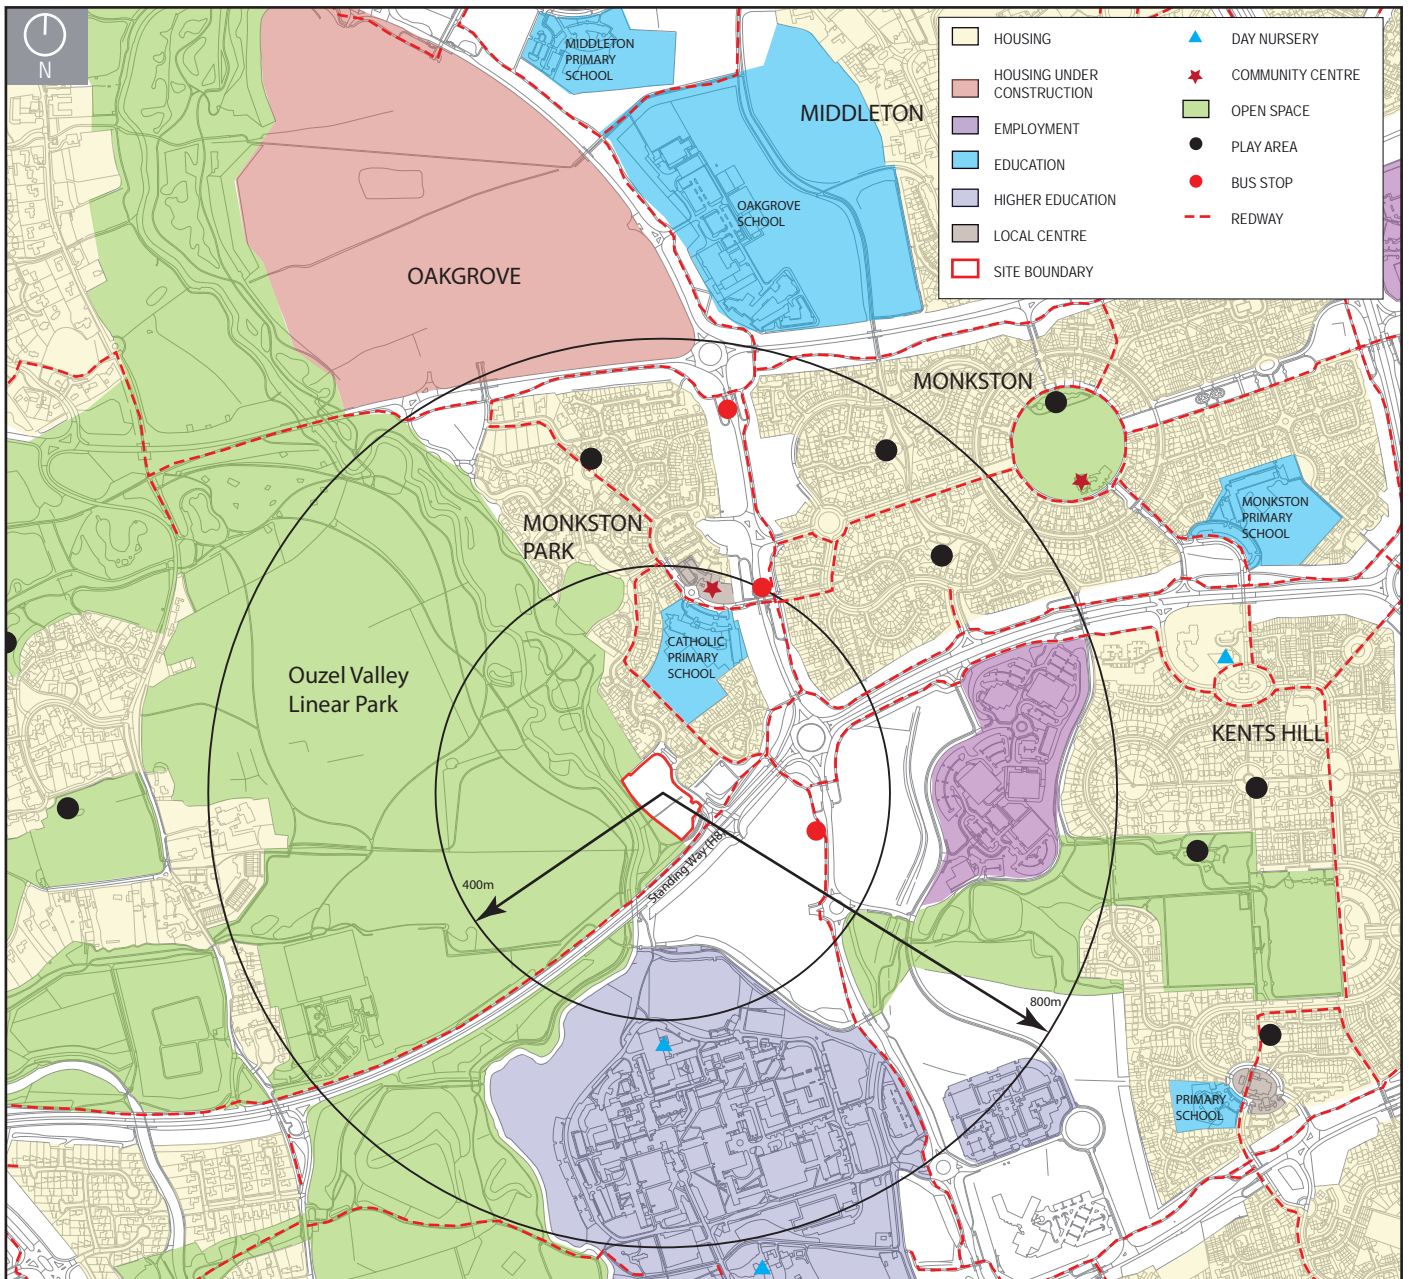 N
MIDDLETON
PRIMARY
SCHOOL
MIDDLETON
OAKGROVE
SCHOOL
OAKGROVE
HOUSING
HOUSING UNDER
CONSTRUCTION
EMPLOYMENT
EDUCATION
HIGHER EDUCATION
LOCAL CENTRE
SITE BOUNDARY
DAY NURSERY
COMMUNITY CENTRE
OPEN SPACE
PLAY AREA
BUS STOP
REDWAY
MONKSTON
MONKSTON
PARK
MONKSTON
PRIMARY
SCHOOL
CATHOLIC
PRIMARY
SCHOOL
Ouzel Valley
Linear Park
KENTS HILL
Standing Way (H8)
400m
800m
PRIMARY
SCHOOL